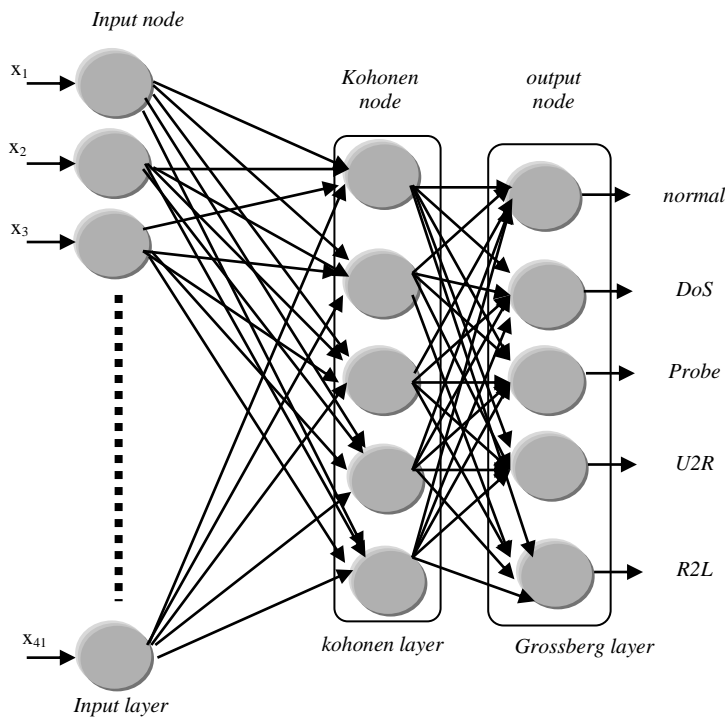 Input node
Kohonen
node
output
node
x1
x2
x3
x41
normal
DoS
Probe
U2R
R2L
kohonen layer
Grossberg layer
Input layer